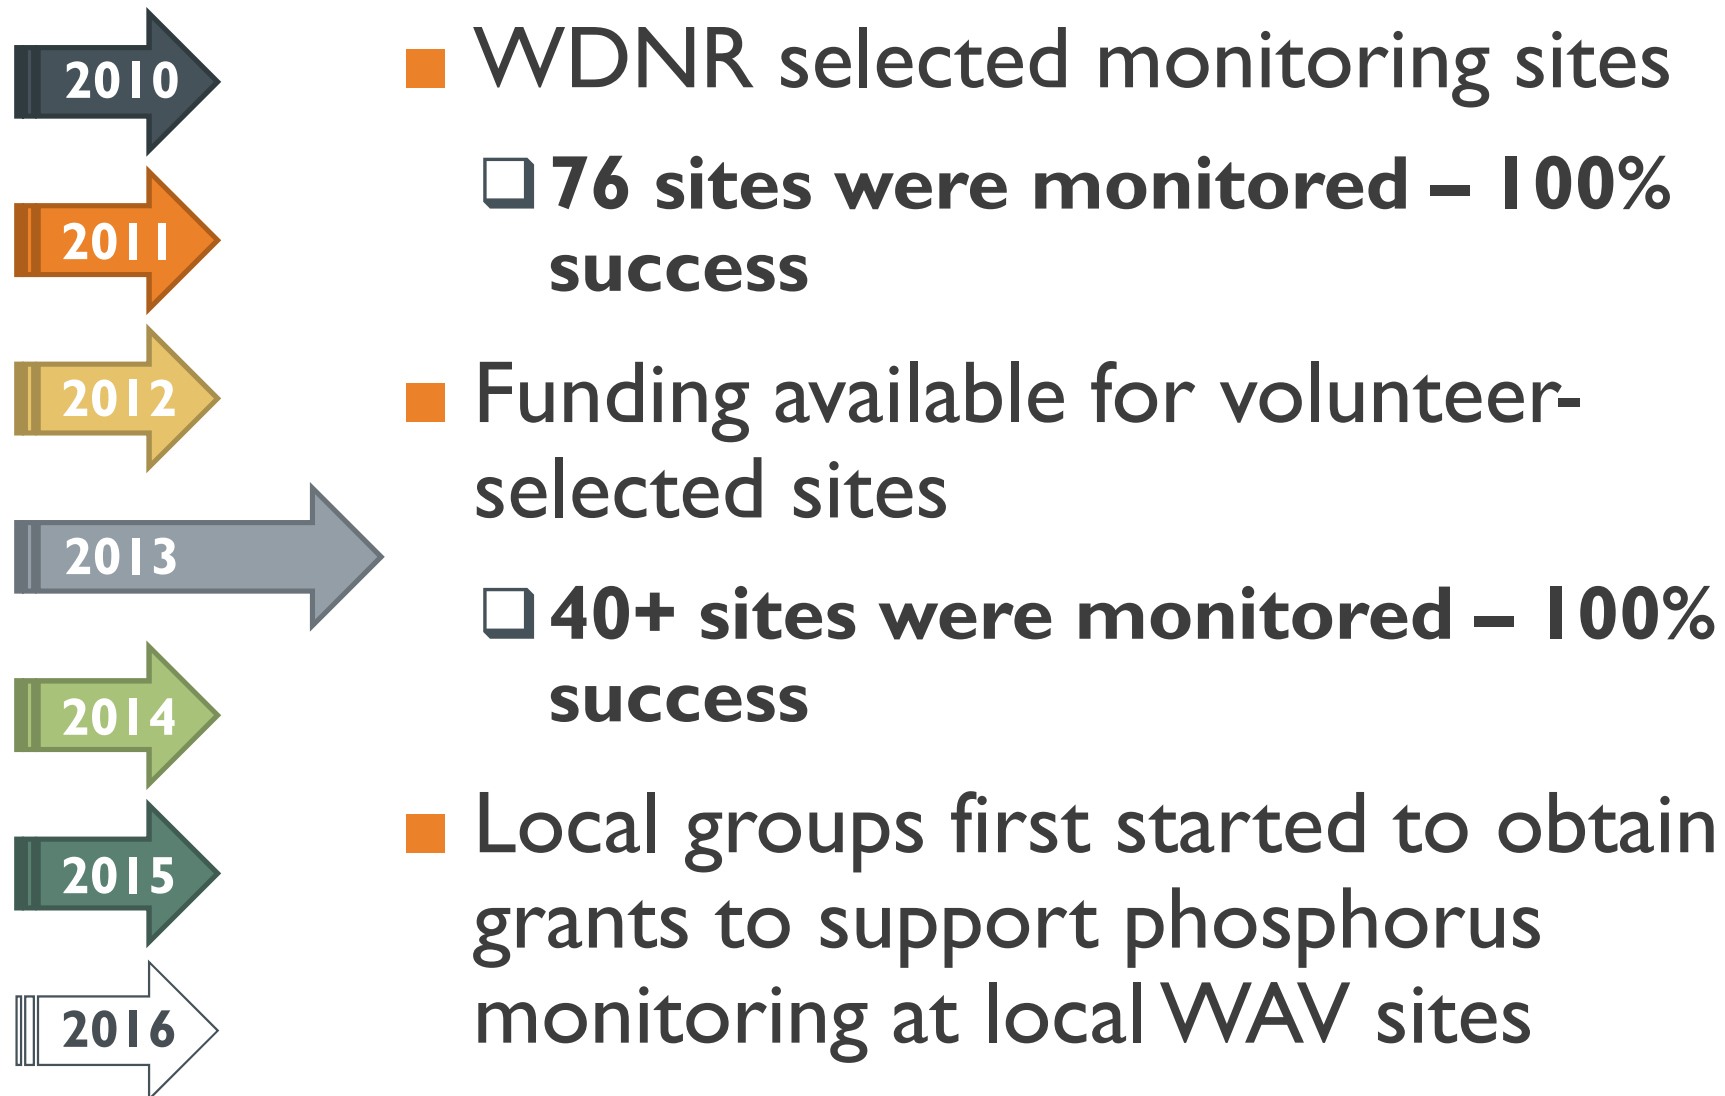 2010
2011
2012
2013
2014
2015
2016
WDNR selected monitoring sites
76 sites were monitored – 100%
success
Funding available for volunteer-
selected sites
40+ sites were monitored – 100%
success
Local groups first started to obtain
grants to support phosphorus
monitoring at local WAV sites